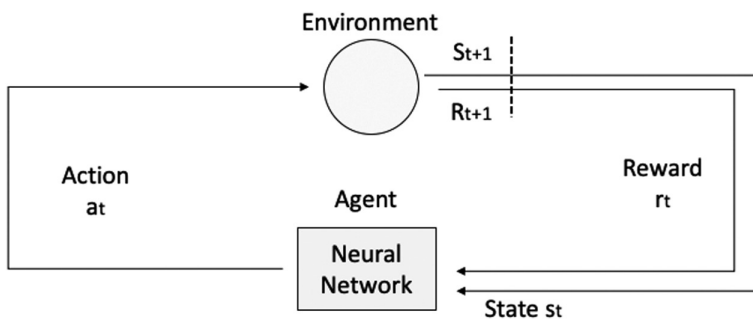 Environment
St+1
Rt+1
Action
at
Reward
rt
Agent
Neural
Network
State st